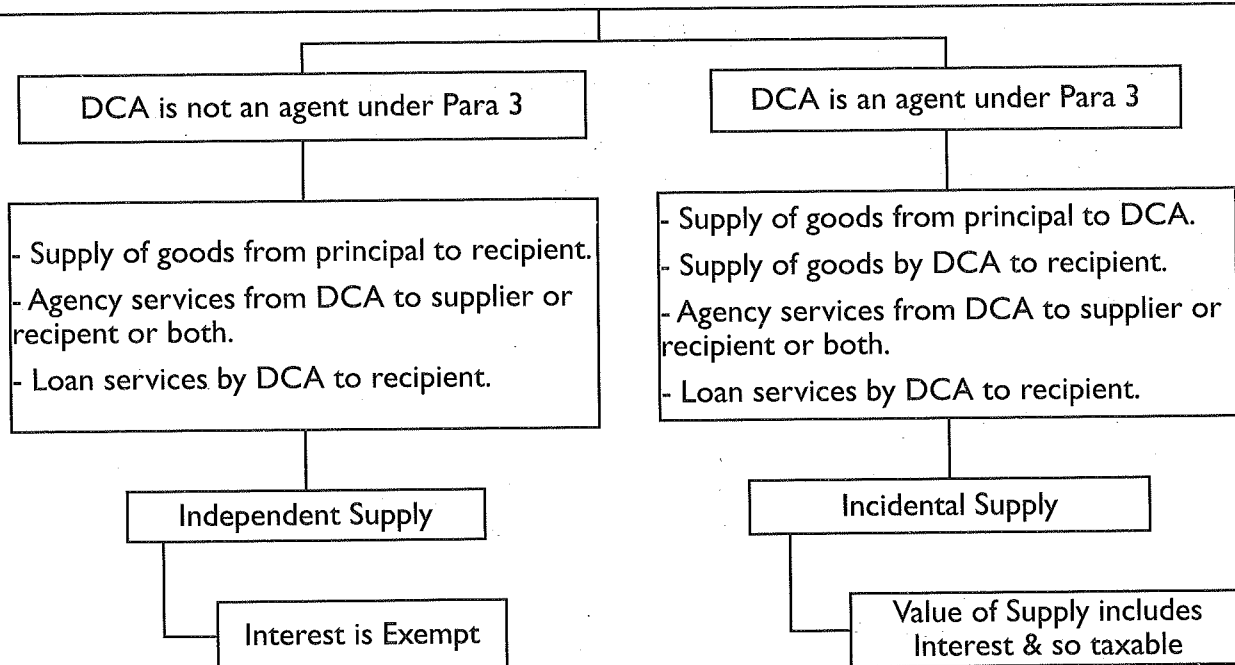 DCA is not an agent under Para 3
DCA is an agent under Para 3
- Supply of goods from principal to recipient.
- Agency services from DCA to supplier or
recipent or both.
- Loan services by DCA to recipient.
- Supply of goods from principal to DCA.
- Supply of goods by DCA to recipient.
- Agency services from DCA to supplier or
recipient or both.
- Loan services by DCA to recipient.
Independent Supply
Incidental Supply
Interest is Exempt
Value of Supply includes
Interest & so taxable